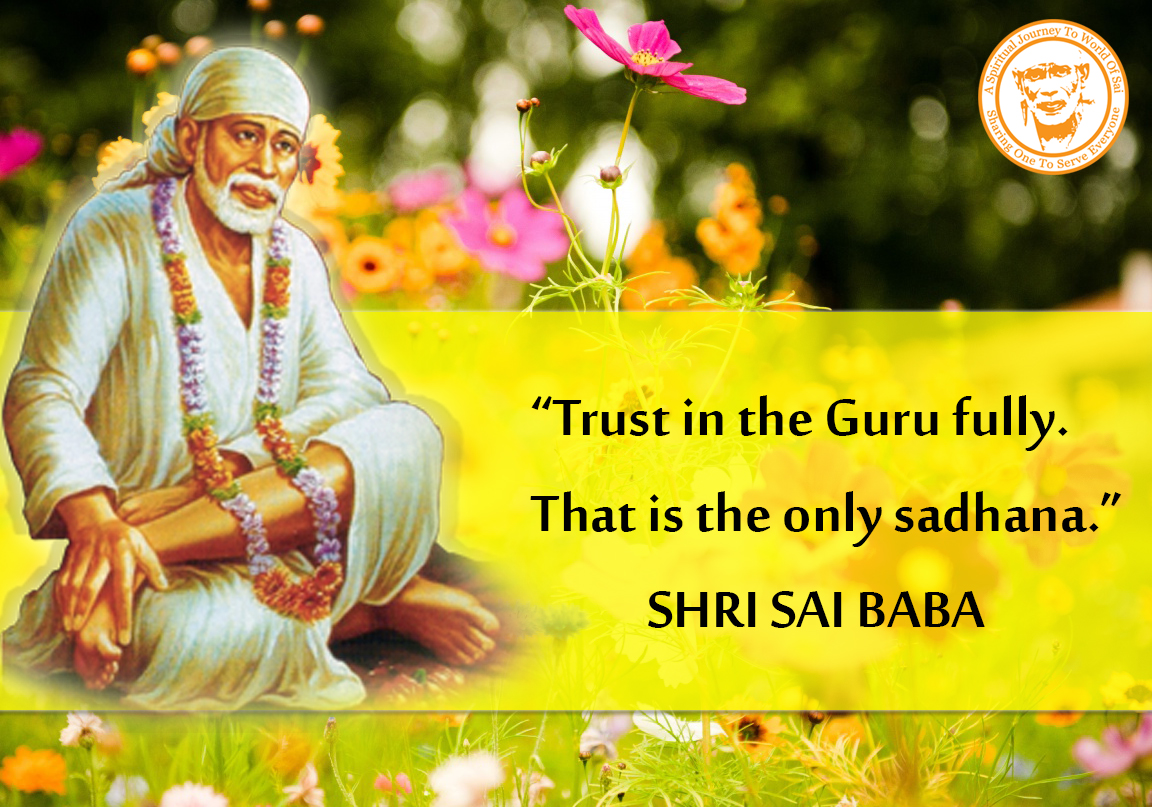 A Spiritual Journey To World Of Sai
Sharing One To Serve Everyone
“Trust in the Guru fully.
That is the only sadhana.”
SHRI SAI BABA